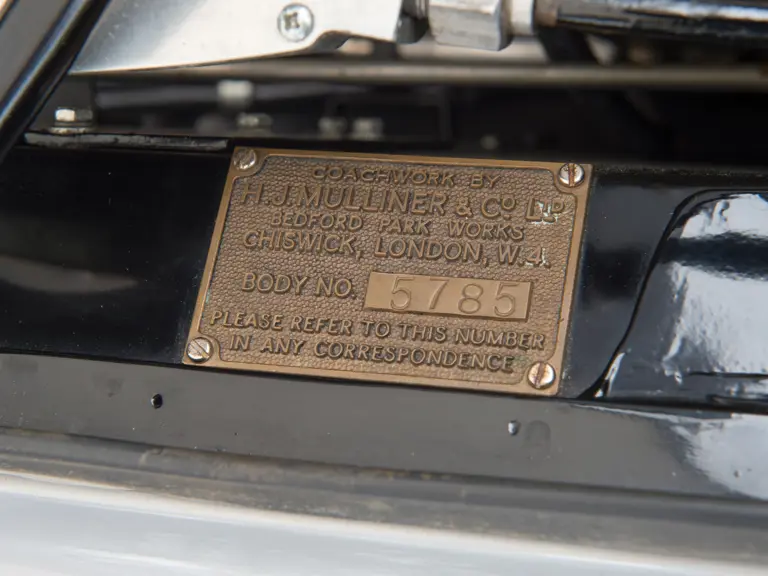 COACHWORK BY
H.J. MULLINER & Cº LTD
BEDFORD PARK WORKS
CHISWICK, LONDON, W.4.
BODY NO. 5785
PLEASE REFER TO THIS NUMBER
IN ANY CORRESPONDENCE